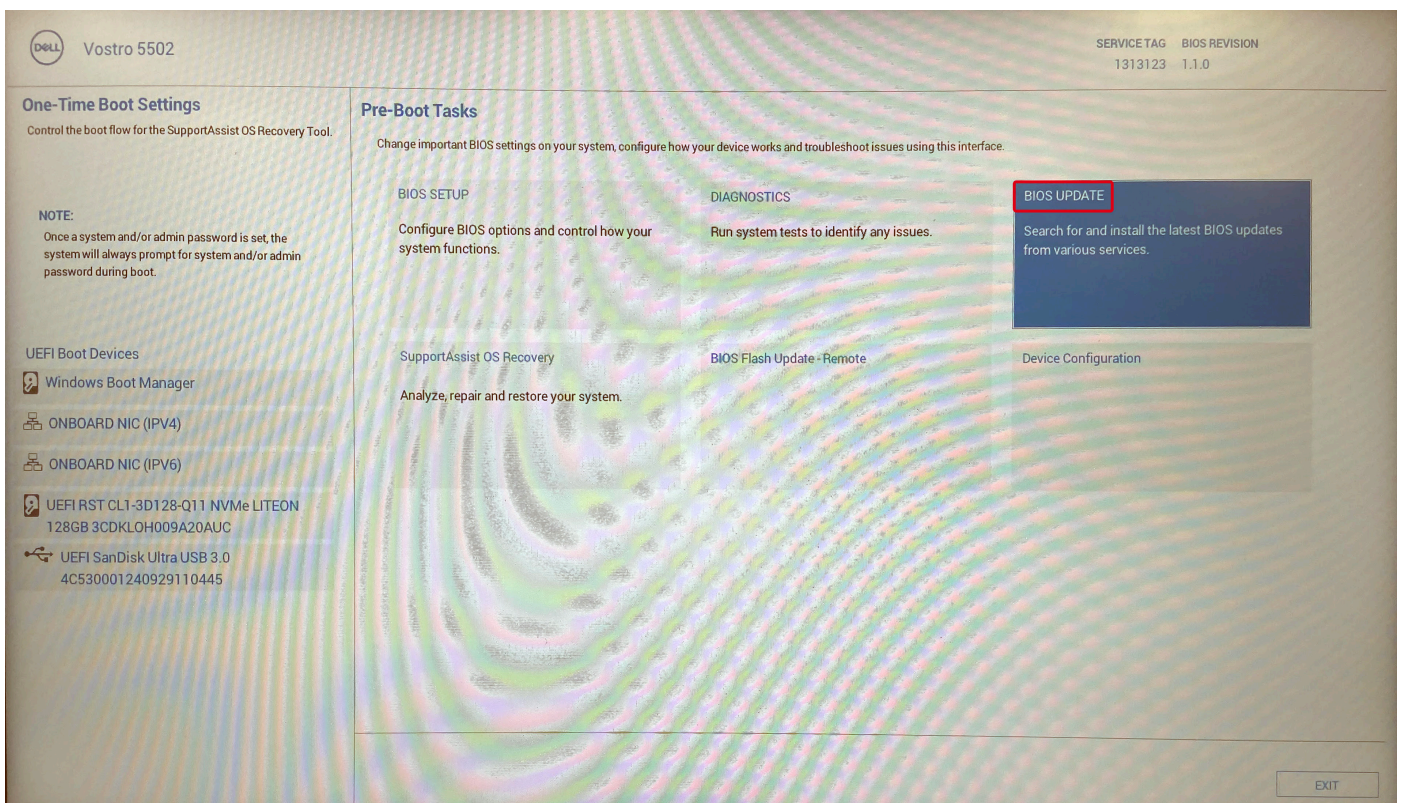 DELL
Vostro 5502
SERVICE TAG BIOS REVISION
1313123 1.1.0
One-Time Boot Settings
Control the boot flow for the SupportAssist OS Recovery Tool.
NOTE:
Once a system and/or admin password is set, the
system will always prompt for system and/or admin
password during boot.
UEFI Boot Devices
Windows Boot Manager
ONBOARD NIC (IPV4)
ONBOARD NIC (IPV6)
UEFI RST CL1-3D128-Q11 NVMe LITEON
128GB 3CDKLOH009A20AUC
UEFI SanDisk Ultra USB 3.0
4C530001240929110445
Pre-Boot Tasks
Change important BIOS settings on your system, configure how your device works and troubleshoot issues using this interface.
BIOS SETUP
Configure BIOS options and control how your
system functions.
DIAGNOSTICS
Run system tests to identify any issues.
BIOS UPDATE
Search for and install the latest BIOS updates
from various services.
SupportAssist OS Recovery
Analyze, repair and restore your system.
BIOS Flash Update - Remote
Device Configuration
EXIT